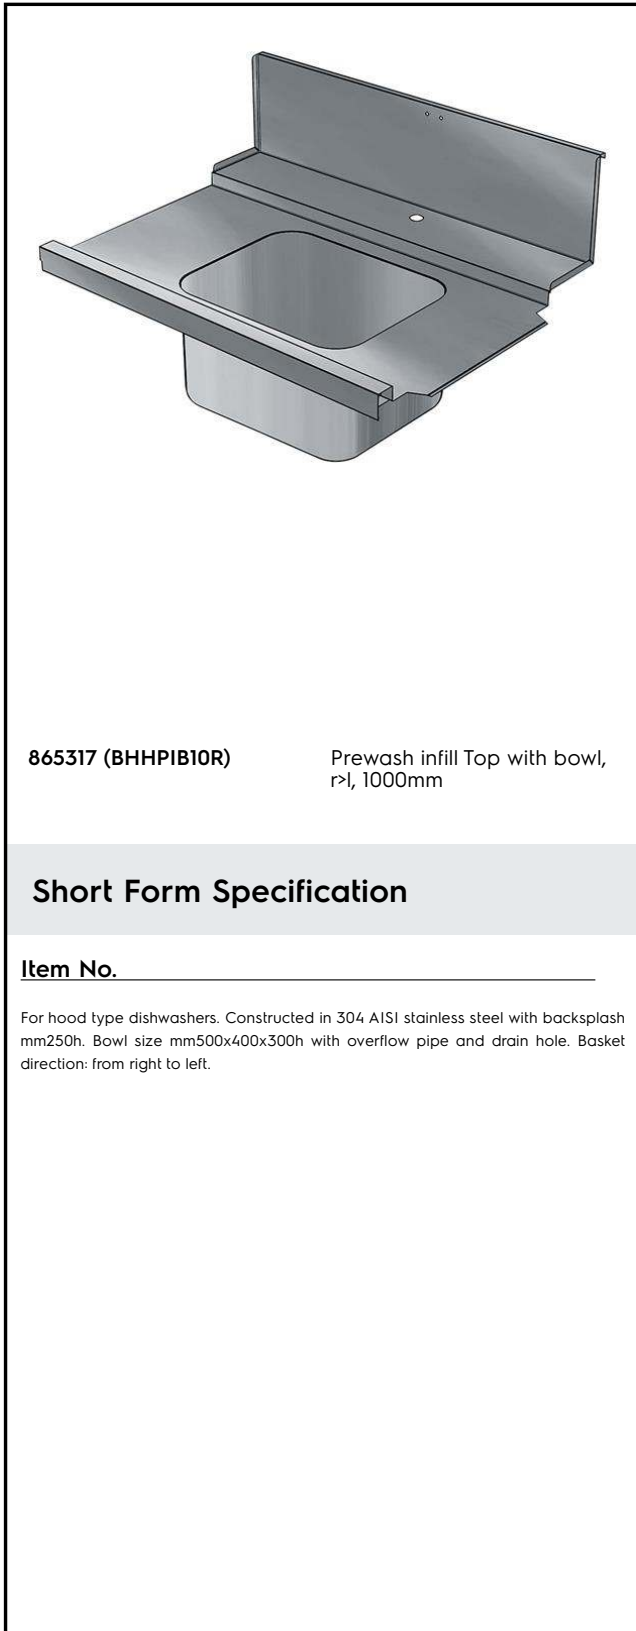 865317 (BHHPIB10R)
Prewash infill Top with bowl,
r>l, 1000mm
Short Form Specification
Item No.
For hood type dishwashers. Constructed in 304 AISI stainless steel with backsplash
mm250h. Bowl size mm500x400x300h with overflow pipe and drain hole. Basket
direction: from right to left.